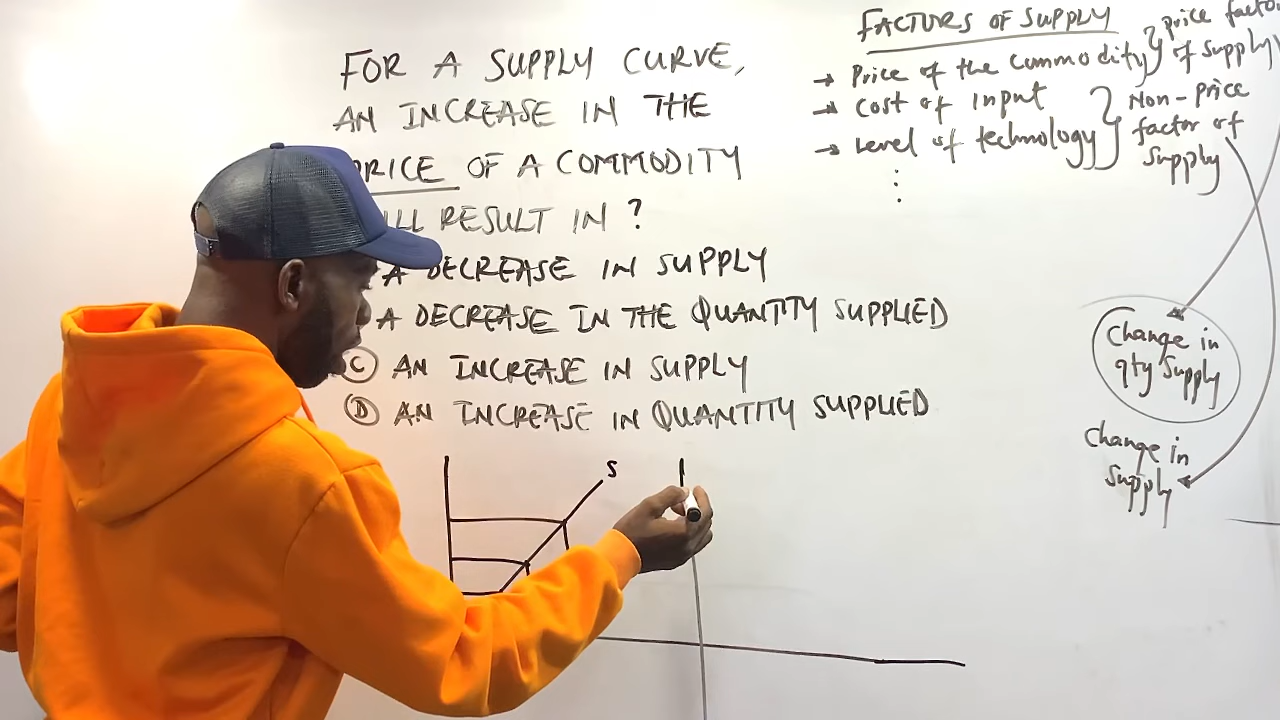 FOR A SUPPLY CURVE,
AN INCREASE IN THE
PRICE OF A COMMODITY
RESULT IN ?
A DECREASE IN SUPPLY
A DECREASE IN THE QUANTITY SUPPLIED
C AN INCREASE IN SUPPLY
D AN INCREASE IN QUANTITY SUPPLIED
S
FACTORS OF SUPPLY
→ Price of the commodity
→ Cost of input
→ Level of technology
price factor
of supply
Non-price
factor of
supply
Change in
qty Supply
Change in
Supply